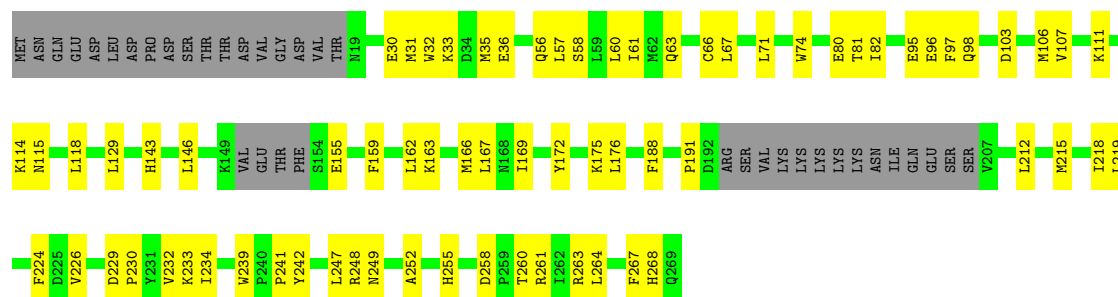 MET ASN GLN GLU ASP LEU ASP PRO ASP SER THR THR ASP VAL GLY ASP VAL THR N19 E30 M31 W32 K33 D34 M35 E36 Q56 L57 S58 L59 L60 I61 M62 Q63 C66 L67 L71 W74 E80 T81 I82 E95 E96 F97 Q98 D103 M106 V107 K111
K114 N115 L118 L129 H143 L146 K149 VAL GLU THR PHE S154 E155 F159 L162 K163 M166 L167 N168 I169 Y172 K175 L176 F188 P191 D192 ARG SER VAL LYS LYS LYS LYS LYS ASN ILE GLN GLU SER SER V207 L212 M215 I218 L219
F224 D225 V226 D229 P230 Y231 V232 K233 I234 W239 P240 P241 Y242 L247 R248 N249 A252 H255 D258 P259 T260 R261 I262 R263 L264 F267 H268 Q269